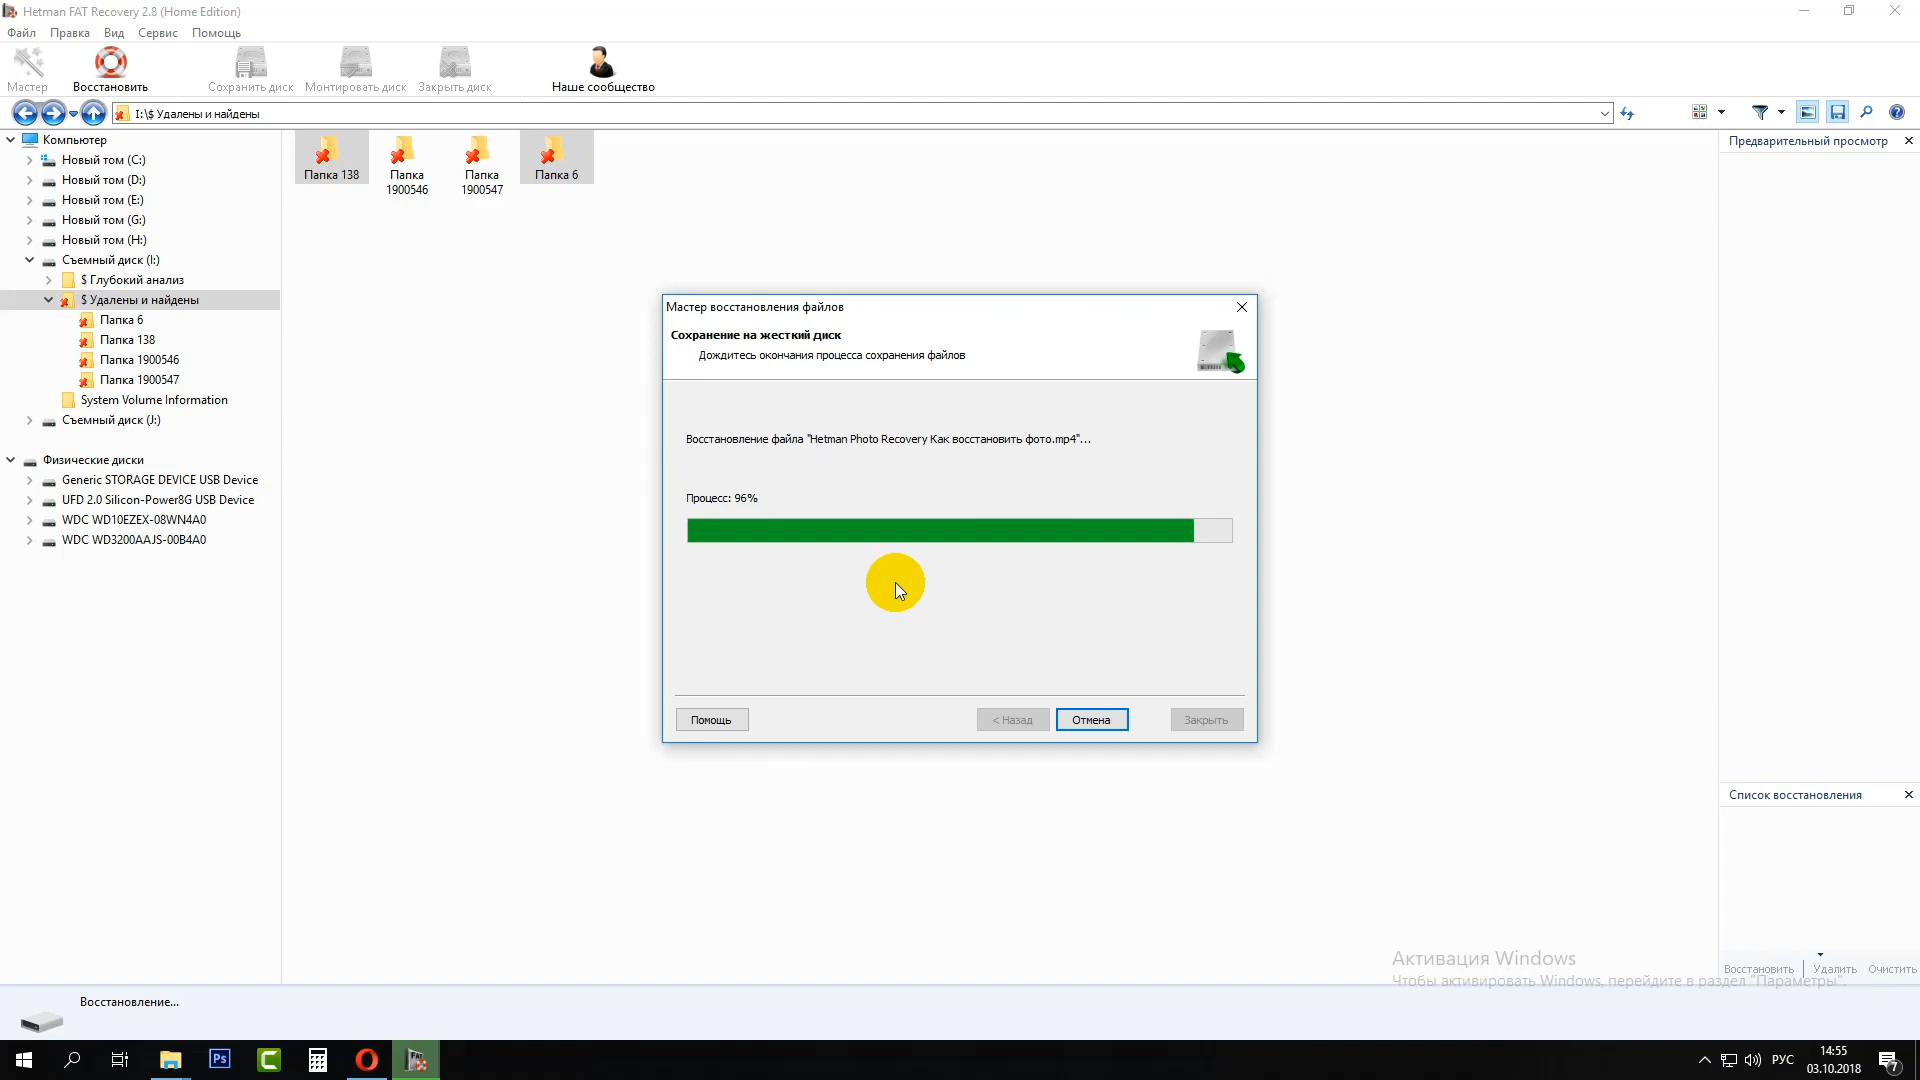 Hetman FAT Recovery 2.8 (Home Edition)
Файл Правка Вид Сервис Помощь
Мастер Восстановить Сохранить диск Монтировать диск Закрыть диск Наше сообщество
I:\$ Удалены и найдены
Компьютер
Новый том (C:)
Новый том (D:)
Новый том (E:)
Новый том (G:)
Новый том (H:)
Съемный диск (I:)
$ Глубокий анализ
$ Удалены и найдены
Папка 6
Папка 138
Папка 1900546
Папка 1900547
System Volume Information
Съемный диск (J:)
Физические диски
Generic STORAGE DEVICE USB Device
UFD 2.0 Silicon-Power8G USB Device
WDC WD10EZEX-08WN4A0
WDC WD3200AAJS-00B4A0
Папка 138
Папка
1900546
Папка
1900547
Папка 6
Мастер восстановления файлов
Сохранение на жесткий диск
Дождитесь окончания процесса сохранения файлов
Восстановление файла "Hetman Photo Recovery Как восстановить фото.mp4"...
Процесс: 96%
Помощь < Назад Отмена Закрыть
Предварительный просмотр
Список восстановления
Восстановить Удалить Очистить
Активация Windows
Чтобы активировать Windows, перейдите в раздел "Параметры".
Восстановление...
Ps
C
FAT
РУС
14:55
03.10.2018
7